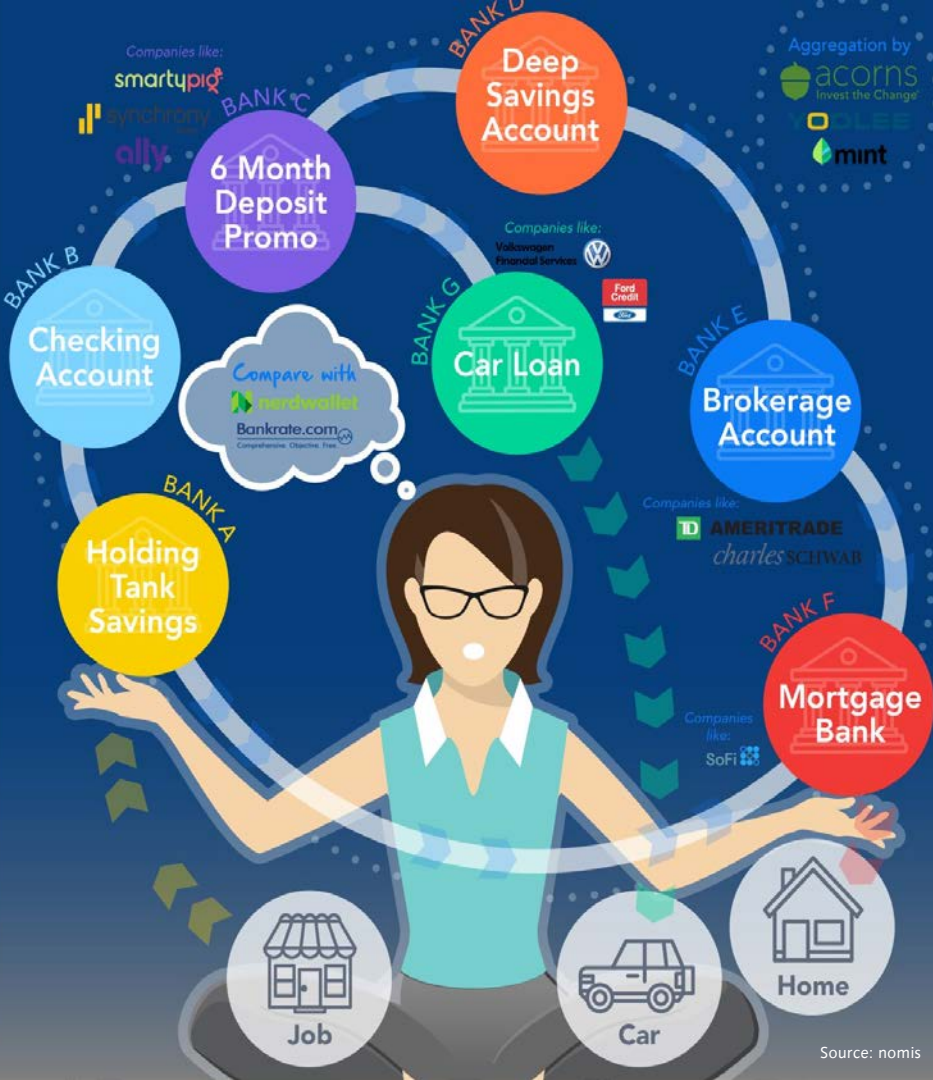 BANK D
Deep
Savings
Account
Companies like:
smartypig
synchrony
ally
BANK C
6 Month
Deposit
Promo
Aggregation by
acorns
Invest the Change
YODLEE
mint
BANK B
Checking
Account
Compare with
nerdwallet
Bankrate.com
Comprehensive. Objective. Free.
Companies like:
Volkswagen
Financial Services
Ford
Credit
Ford
BANK G
Car Loan
BANK E
Brokerage
Account
Companies like:
TD AMERITRADE
charles SCHWAB
BANK A
Holding
Tank
Savings
BANK F
Mortgage
Bank
Companies
like:
SoFi
Job
Car
Home
Source: nomis